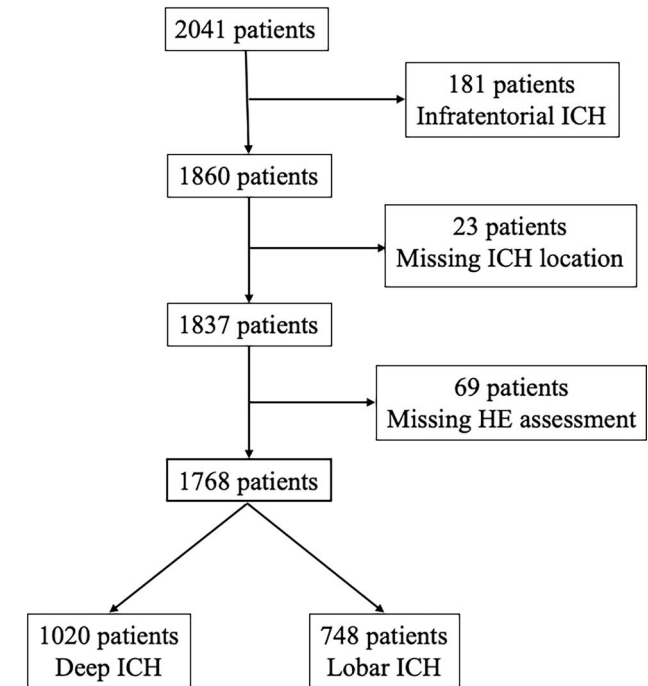 2041 patients
181 patients
Infratentorial ICH
1860 patients
23 patients
Missing ICH location
1837 patients
69 patients
Missing HE assessment
1768 patients
1020 patients
Deep ICH
748 patients
Lobar ICH